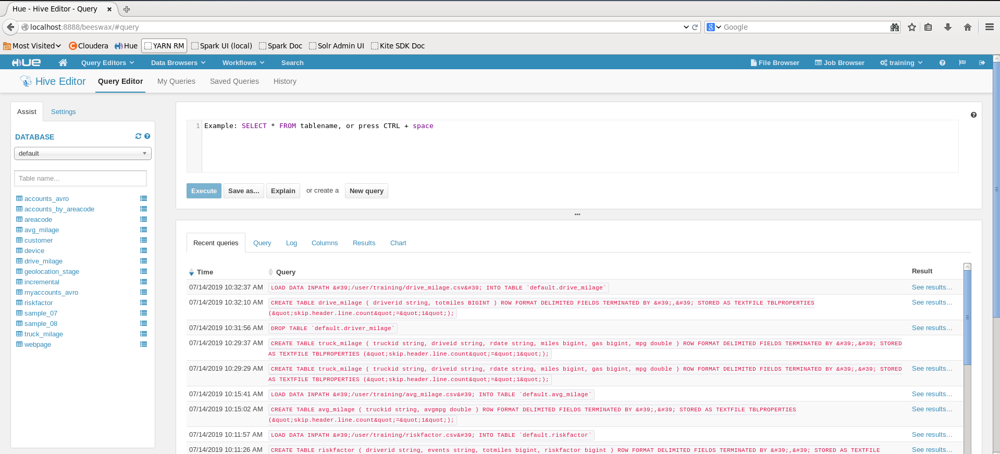 Hue - Hive Editor - Query
localhost:8888/beeswax/#query
Google
Most Visited Cloudera Hue YARN RM Spark UI (local) Spark Doc Solr Admin UI Kite SDK Doc
HUE Query Editors Data Browsers Workflows Search File Browser Job Browser training
Hive Editor Query Editor My Queries Saved Queries History
Assist Settings
DATABASE
default
Table name...
accounts_avro
accounts_by_areacode
areacode
avg_milage
customer
device
drive_milage
geolocation_stage
incremental
myaccounts_avro
riskfactor
sample_07
sample_08
truck_milage
webpage
1 Example: SELECT * FROM tablename, or press CTRL + space
Execute Save as... Explain or create a New query
Recent queries Query Log Columns Results Chart
Time Query Result
07/14/2019 10:32:37 AM LOAD DATA INPATH &#39;/user/training/drive_milage.csv&#39; INTO TABLE `default.drive_milage` See results...
07/14/2019 10:32:10 AM CREATE TABLE drive_milage ( driverid string, totmiles BIGINT ) ROW FORMAT DELIMITED FIELDS TERMINATED BY &#39;,&#39; STORED AS TEXTFILE TBLPROPERTIES See results...
(&quot;skip.header.line.count&quot;=&quot;1&quot;);
07/14/2019 10:31:56 AM DROP TABLE `default.driver_milage` See results...
07/14/2019 10:29:37 AM CREATE TABLE truck_milage ( truckid string, driveid string, rdate string, miles bigint, gas bigint, mpg double ) ROW FORMAT DELIMITED FIELDS TERMINATED BY &#39;,&#39; STORED See results...
AS TEXTFILE TBLPROPERTIES (&quot;skip.header.line.count&quot;=&quot;1&quot;);
07/14/2019 10:29:29 AM CREATE TABLE truck_milage ( truckid string, driveid string, rdate string, miles bigint, gas bigint, mpg double ) ROW FORMAT DELIMITED FIELDS TERMINATED BY &#39;,&#39; STORED See results...
AS TEXTFILE TBLPROPERTIES (&quot;skip.header.line.count&quot;=&quot;1&quot;);
07/14/2019 10:15:41 AM LOAD DATA INPATH &#39;/user/training/avg_milage.csv&#39; INTO TABLE `default.avg_milage` See results...
07/14/2019 10:15:02 AM CREATE TABLE avg_milage ( truckid string, avgmpg double ) ROW FORMAT DELIMITED FIELDS TERMINATED BY &#39;,&#39; STORED AS TEXTFILE TBLPROPERTIES See results...
(&quot;skip.header.line.count&quot;=&quot;1&quot;);
07/14/2019 10:11:57 AM LOAD DATA INPATH &#39;/user/training/riskfactor.csv&#39; INTO TABLE `default.riskfactor` See results...
07/14/2019 10:11:26 AM CREATE TABLE riskfactor ( driverid string, events string, totmiles bigint, riskfactor bigint ) ROW FORMAT DELIMITED FIELDS TERMINATED BY &#39;,&#39; STORED AS TEXTFILE See results...